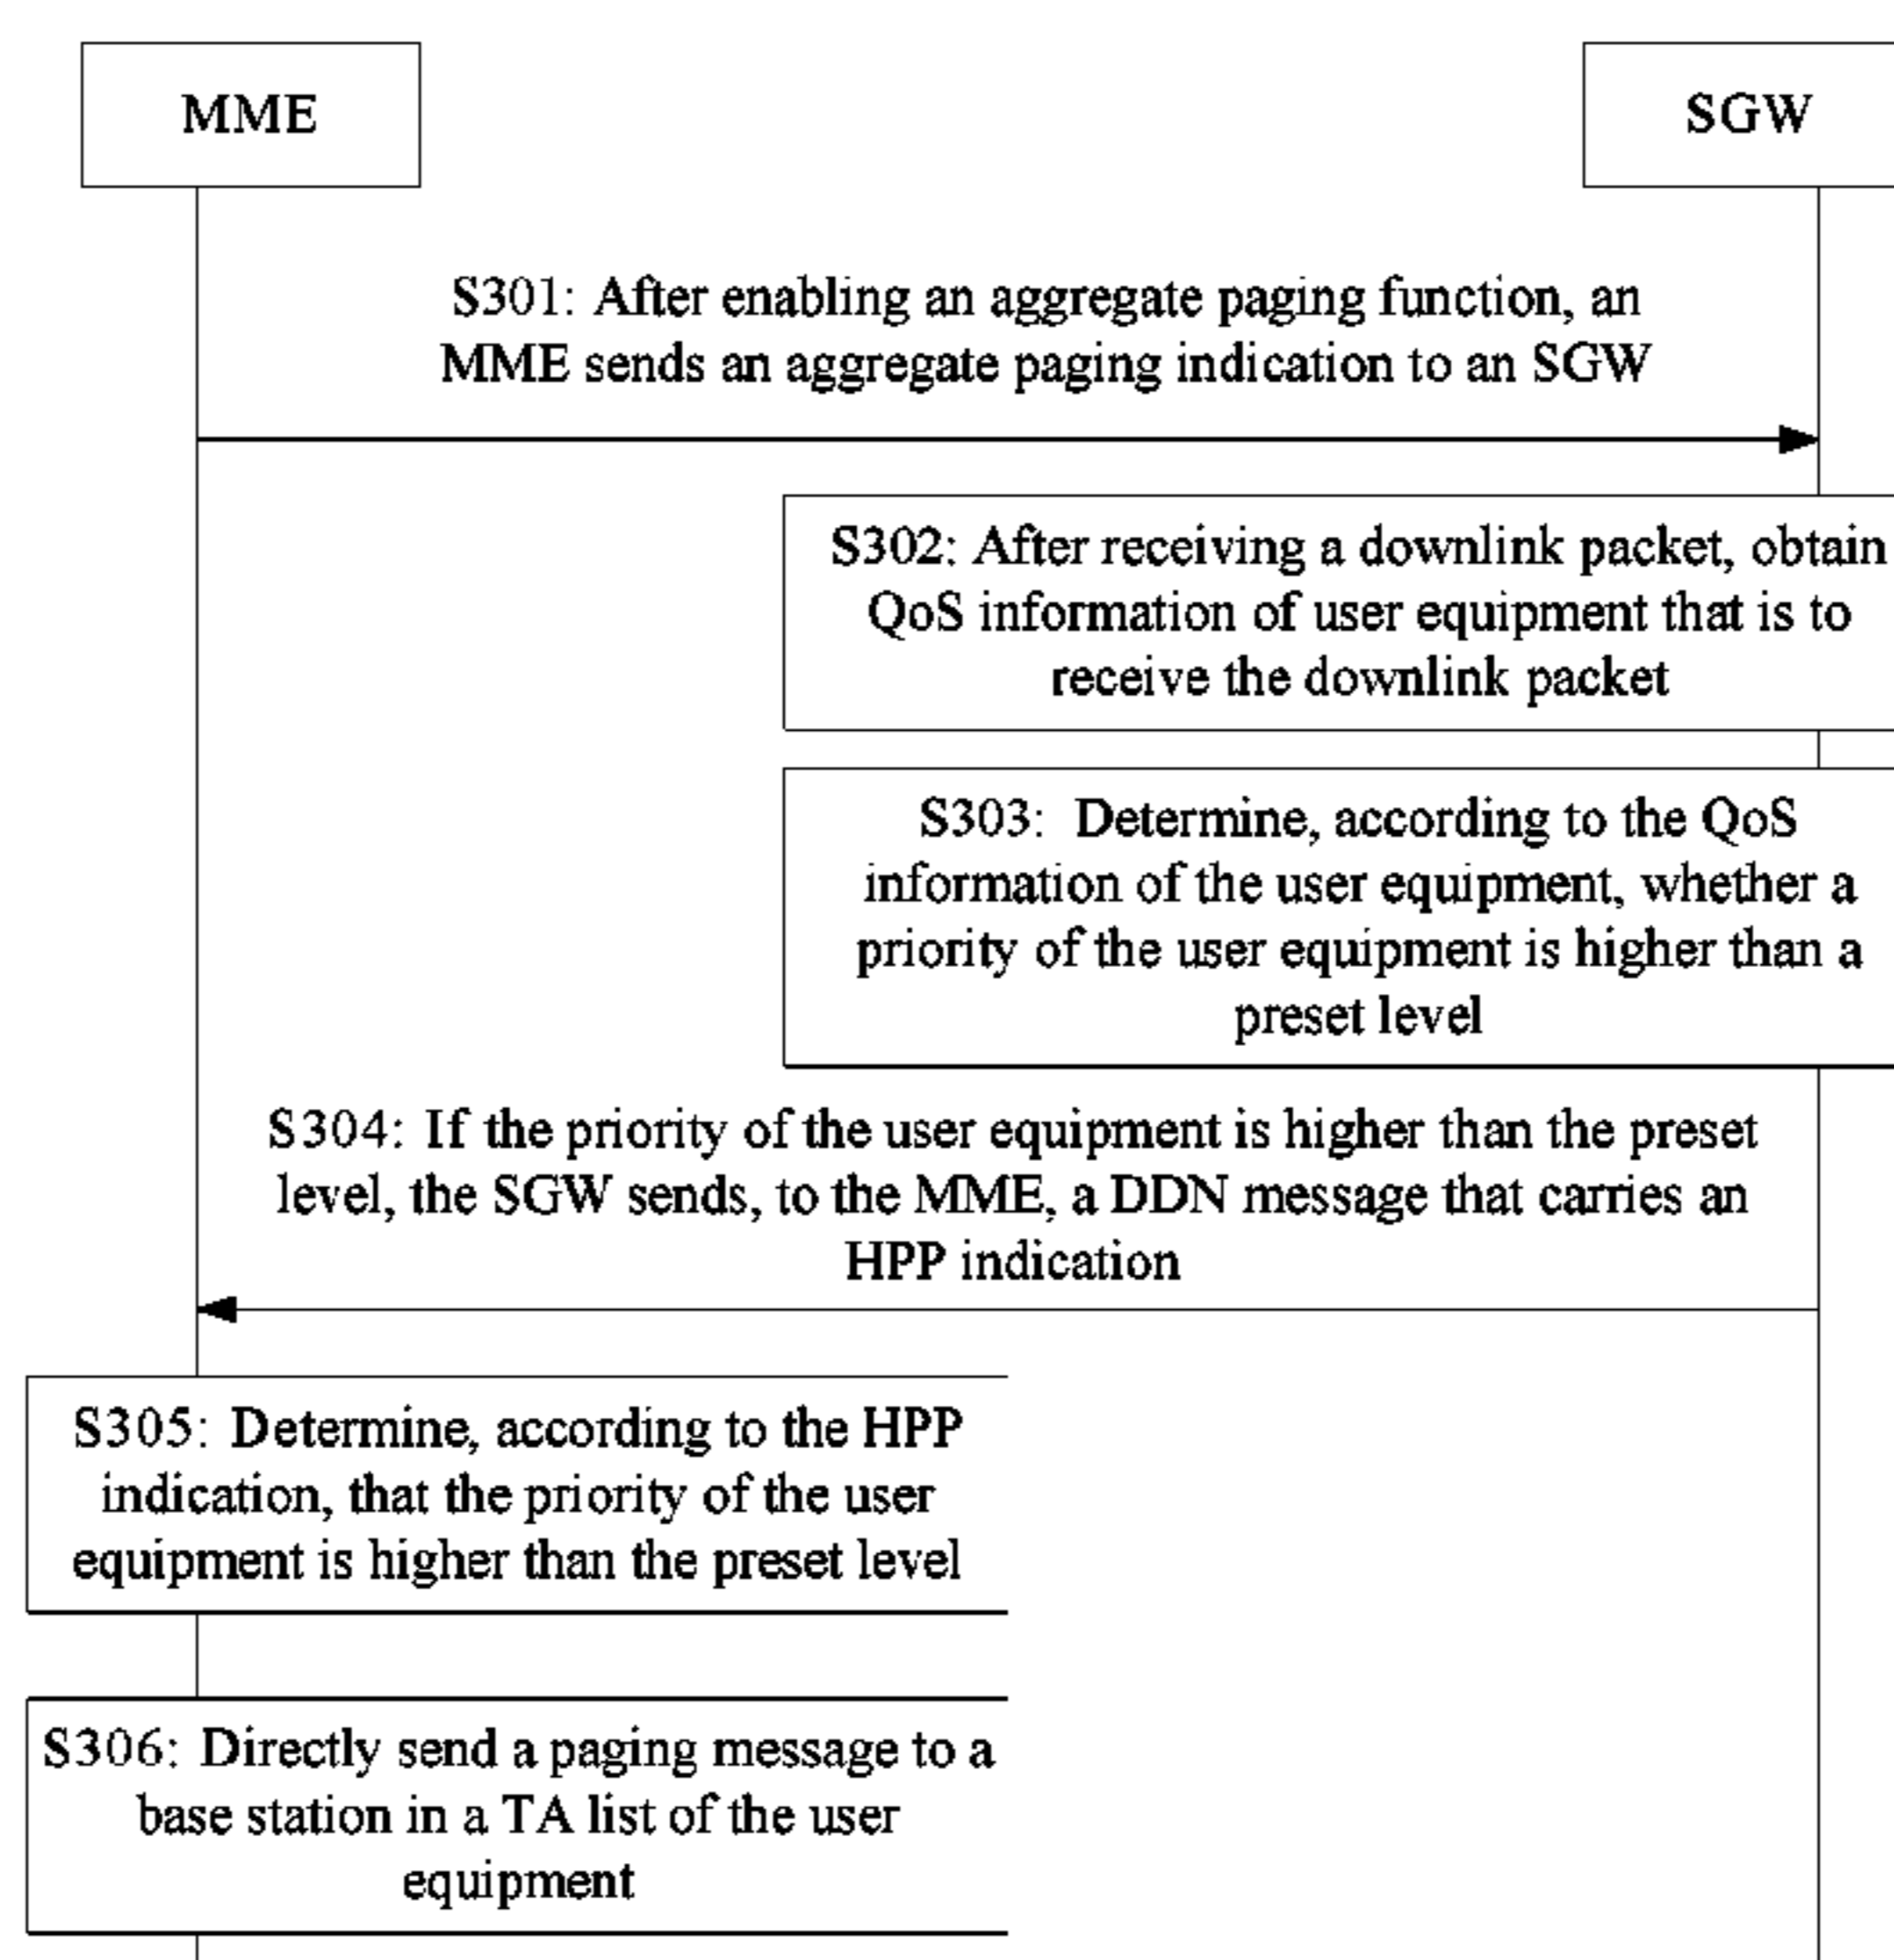 MME
SGW
S301: After enabling an aggregate paging function, an
MME sends an aggregate paging indication to an SGW
S302: After receiving a downlink packet, obtain
QoS information of user equipment that is to
receive the downlink packet
S303: Determine, according to the QoS
information of the user equipment, whether a
priority of the user equipment is higher than a
preset level
S304: If the priority of the user equipment is higher than the preset
level, the SGW sends, to the MME, a DDN message that carries an
HPP indication
S305: Determine, according to the HPP
indication, that the priority of the user
equipment is higher than the preset level
S306: Directly send a paging message to a
base station in a TA list of the user
equipment